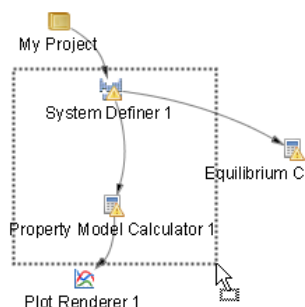 My Project
System Definer 1
Equilibrium C
Property Model Calculator 1
Plot Renderer 1